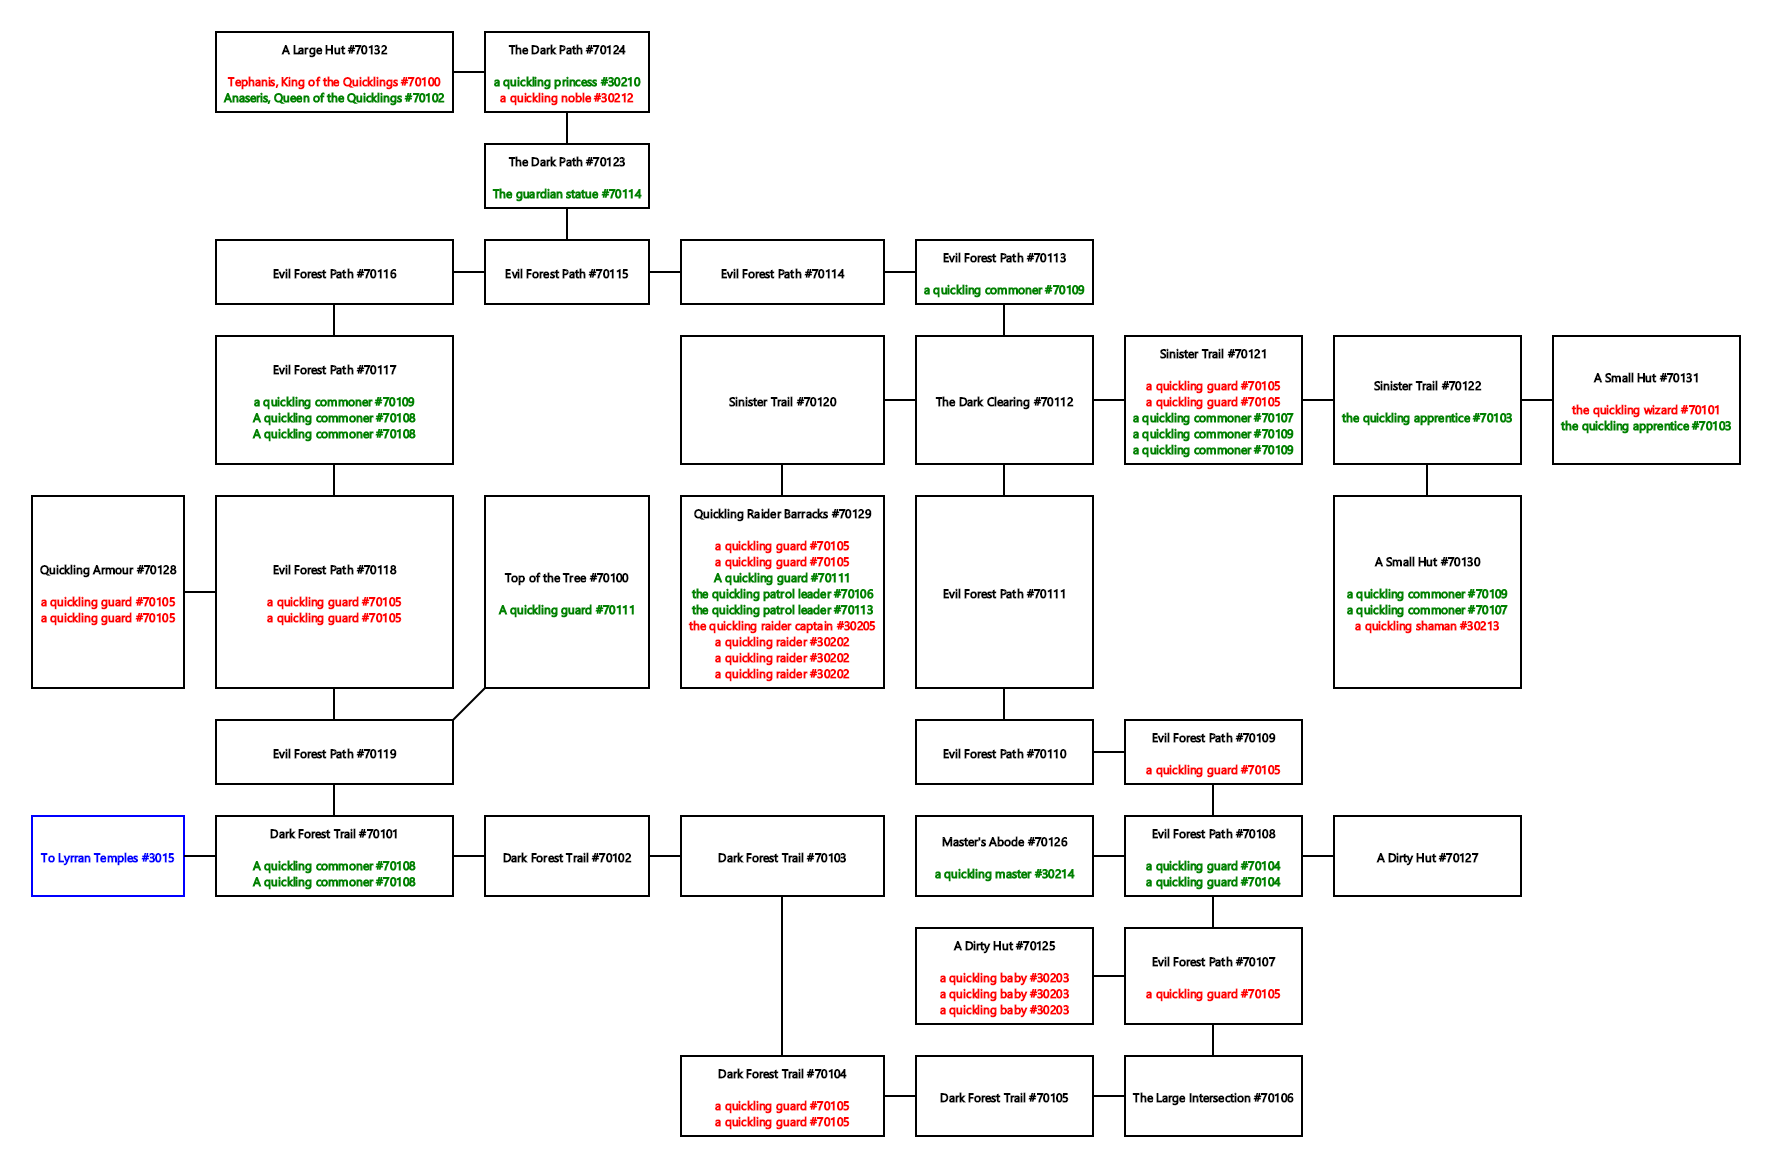 A Large Hut #70132
Tephanis, King of the Quicklings #70100
Anaseris, Queen of the Quicklings #70102
The Dark Path #70124
a quickling princess #30210
a quickling noble #30212
The Dark Path #70123
The guardian statue #70114
Evil Forest Path #70116
Evil Forest Path #70115
Evil Forest Path #70114
Evil Forest Path #70113
a quickling commoner #70109
Evil Forest Path #70117
a quickling commoner #70109
A quickling commoner #70108
A quickling commoner #70108
Sinister Trail #70120
The Dark Clearing #70112
Sinister Trail #70121
a quickling guard #70105
a quickling guard #70105
a quickling commoner #70107
a quickling commoner #70109
a quickling commoner #70109
Sinister Trail #70122
the quickling apprentice #70103
A Small Hut #70131
the quickling wizard #70101
the quickling apprentice #70103
Quickling Armour #70128
a quickling guard #70105
a quickling guard #70105
Evil Forest Path #70118
a quickling guard #70105
a quickling guard #70105
Top of the Tree #70100
A quickling guard #70111
Quickling Raider Barracks #70129
a quickling guard #70105
a quickling guard #70105
A quickling guard #70111
the quickling patrol leader #70106
the quickling patrol leader #70113
the quickling raider captain #30205
a quickling raider #30202
a quickling raider #30202
a quickling raider #30202
Evil Forest Path #70111
A Small Hut #70130
a quickling commoner #70109
a quickling commoner #70107
a quickling shaman #30213
Evil Forest Path #70119
Evil Forest Path #70110
Evil Forest Path #70109
a quickling guard #70105
To Lyrran Temples #3015
Dark Forest Trail #70101
A quickling commoner #70108
A quickling commoner #70108
Dark Forest Trail #70102
Dark Forest Trail #70103
Master's Abode #70126
a quickling master #30214
Evil Forest Path #70108
a quickling guard #70104
a quickling guard #70104
A Dirty Hut #70127
A Dirty Hut #70125
a quickling baby #30203
a quickling baby #30203
a quickling baby #30203
Evil Forest Path #70107
a quickling guard #70105
Dark Forest Trail #70104
a quickling guard #70105
a quickling guard #70105
Dark Forest Trail #70105
The Large Intersection #70106